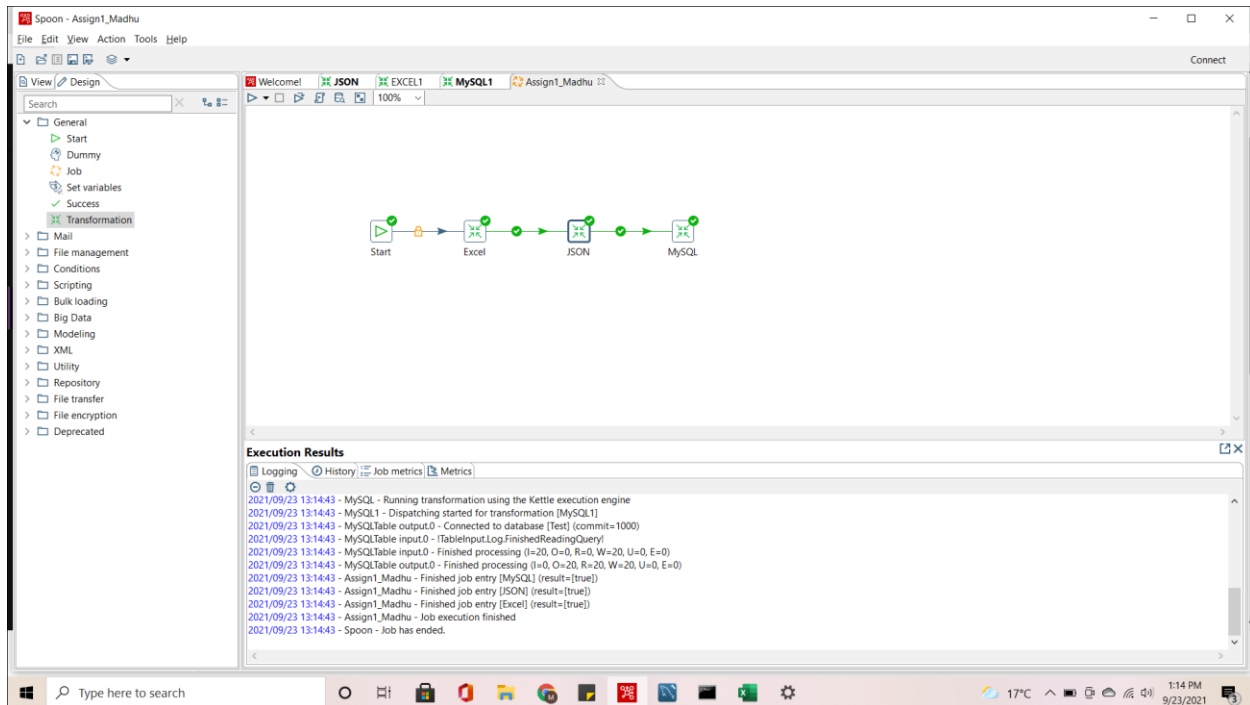 Spoon - Assign1_Madhu
File Edit View Action Tools Help
Connect
View Design
Welcome! JSON EXCEL1 MySQL1 Assign1_Madhu
Search
100%
General
Start
Dummy
Job
Set variables
Success
Transformation
Mail
File management
Conditions
Scripting
Bulk loading
Big Data
Modeling
XML
Utility
Repository
File transfer
File encryption
Deprecated
Start Excel JSON MySQL
Execution Results
Logging History Job metrics Metrics
2021/09/23 13:14:43 - MySQL - Running transformation using the Kettle execution engine
2021/09/23 13:14:43 - MySQL1 - Dispatching started for transformation [MySQL1]
2021/09/23 13:14:43 - MySQLTable output.0 - Connected to database [Test] (commit=1000)
2021/09/23 13:14:43 - MySQLTable input.0 - !TableInput.Log.FinishedReadingQuery!
2021/09/23 13:14:43 - MySQLTable input.0 - Finished processing (I=20, O=0, R=0, W=20, U=0, E=0)
2021/09/23 13:14:43 - MySQLTable output.0 - Finished processing (I=0, O=20, R=20, W=20, U=0, E=0)
2021/09/23 13:14:43 - Assign1_Madhu - Finished job entry [MySQL] (result=[true])
2021/09/23 13:14:43 - Assign1_Madhu - Finished job entry [JSON] (result=[true])
2021/09/23 13:14:43 - Assign1_Madhu - Finished job entry [Excel] (result=[true])
2021/09/23 13:14:43 - Assign1_Madhu - Job execution finished
2021/09/23 13:14:43 - Spoon - Job has ended.
Type here to search
17°C
1:14 PM
9/23/2021
3